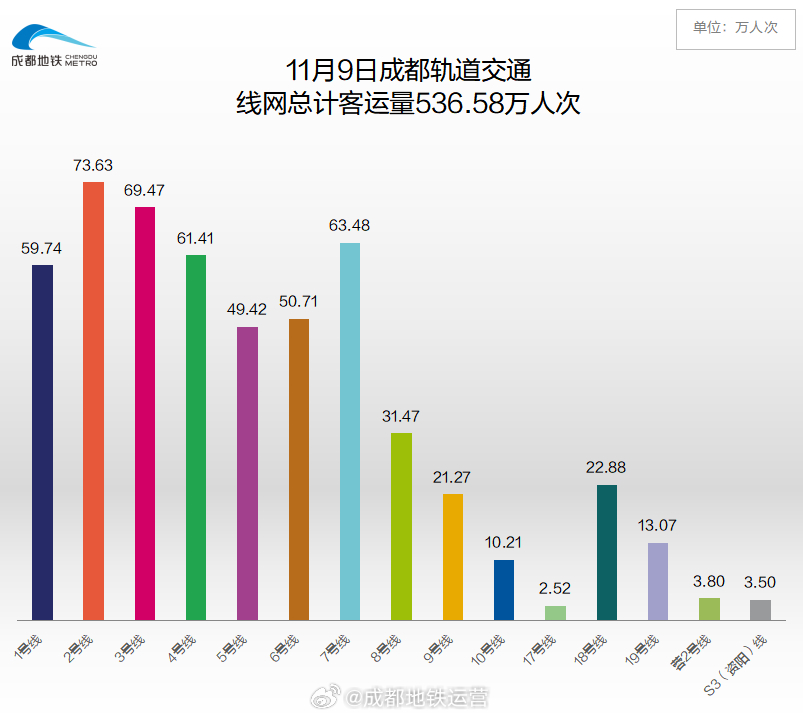 单位：万人次
成都地铁 CHENGDU METRO
11月9日成都轨道交通
线网总计客运量536.58万人次
59.74
73.63
69.47
61.41
49.42
50.71
63.48
31.47
21.27
10.21
2.52
22.88
13.07
3.80
3.50
1号线
2号线
3号线
4号线
5号线
6号线
7号线
8号线
9号线
10号线
17号线
18号线
19号线
蓉2号线
S3（资阳）线
@成都地铁运营